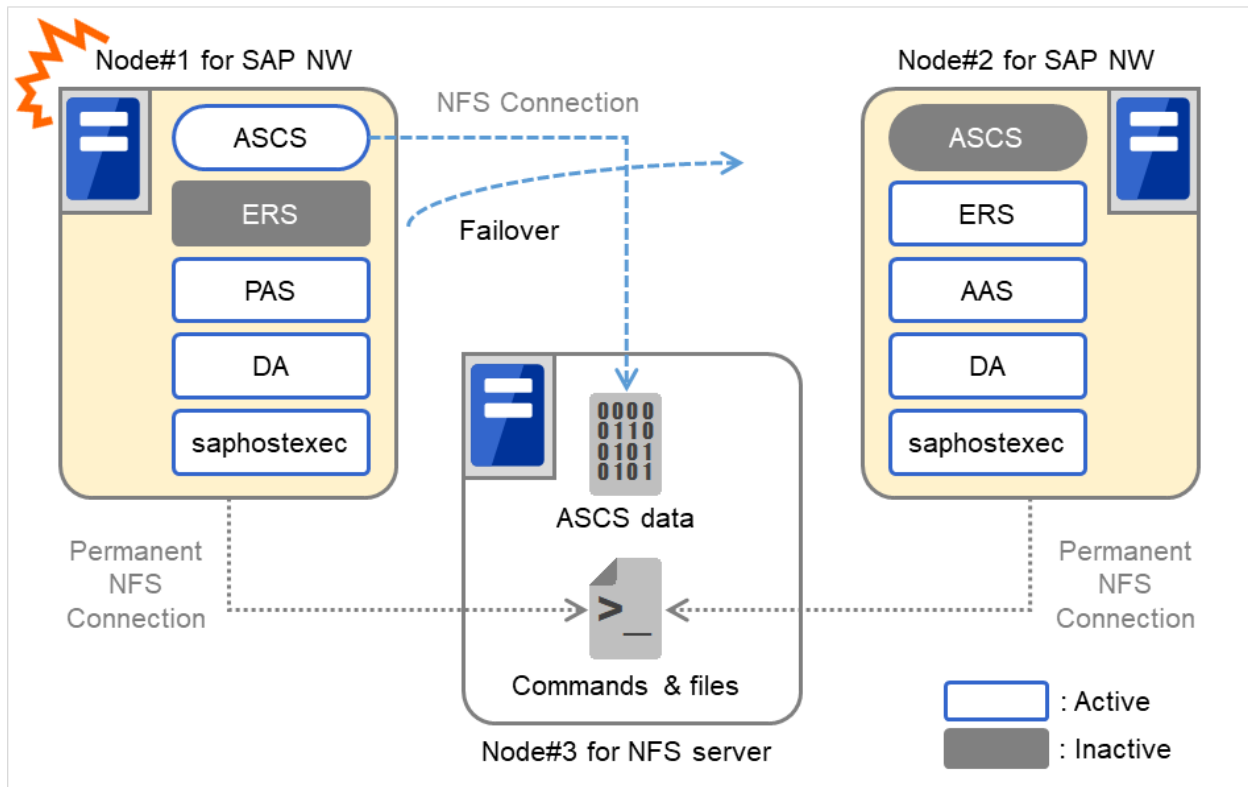 Node#1 for SAP NW
Node#2 for SAP NW
NFS Connection
ASCS
ERS
PAS
DA
saphostexec
Failover
ASCS
ERS
AAS
DA
saphostexec
0000
0110
0101
0101
ASCS data
Permanent
NFS
Connection
Permanent
NFS
Connection
>_
Commands & files
Node#3 for NFS server
: Active
: Inactive